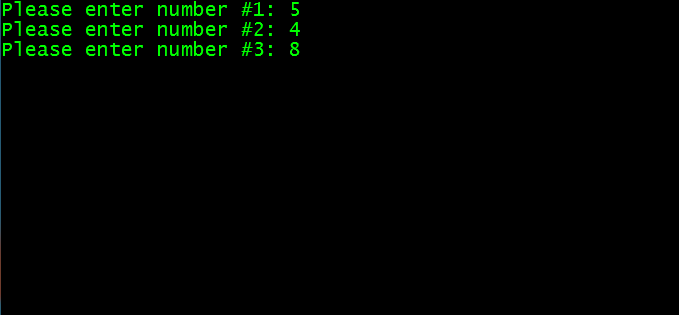 Please enter number #1: 5
Please enter number #2: 4
Please enter number #3: 8